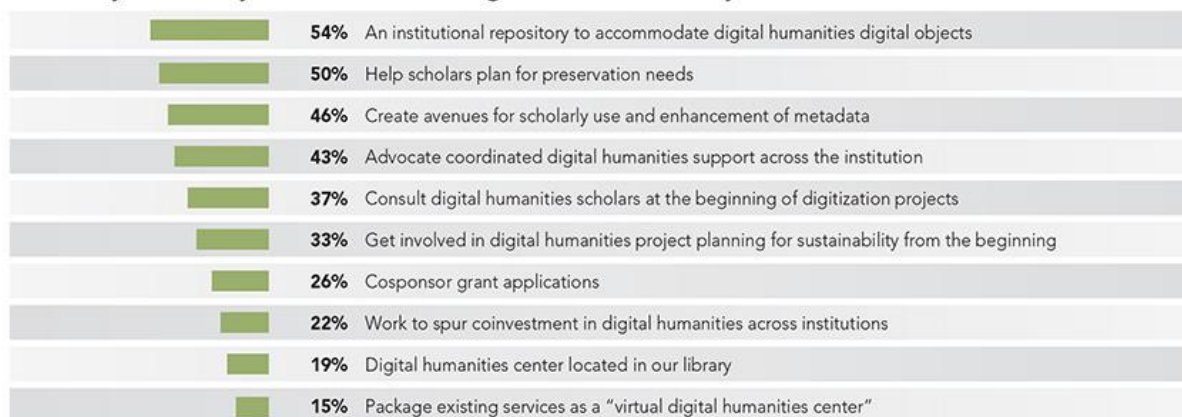 54% An institutional repository to accommodate digital humanities digital objects
50% Help scholars plan for preservation needs
46% Create avenues for scholarly use and enhancement of metadata
43% Advocate coordinated digital humanities support across the institution
37% Consult digital humanities scholars at the beginning of digitization projects
33% Get involved in digital humanities project planning for sustainability from the beginning
26% Cosponsor grant applications
22% Work to spur coinvestment in digital humanities across institutions
19% Digital humanities center located in our library
15% Package existing services as a “virtual digital humanities center”